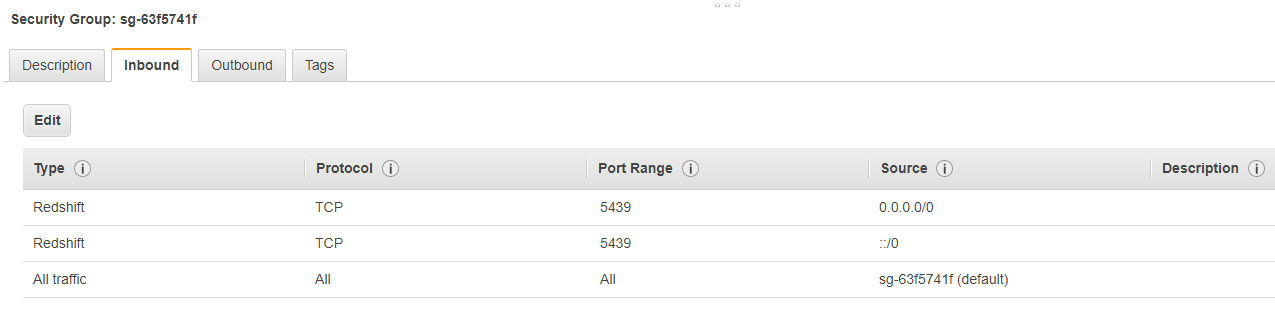 Security Group: sg-63f5741f
Description Inbound Outbound Tags
Edit
Type Protocol Port Range Source Description
Redshift TCP 5439 0.0.0.0/0
Redshift TCP 5439 ::/0
All traffic All All sg-63f5741f (default)